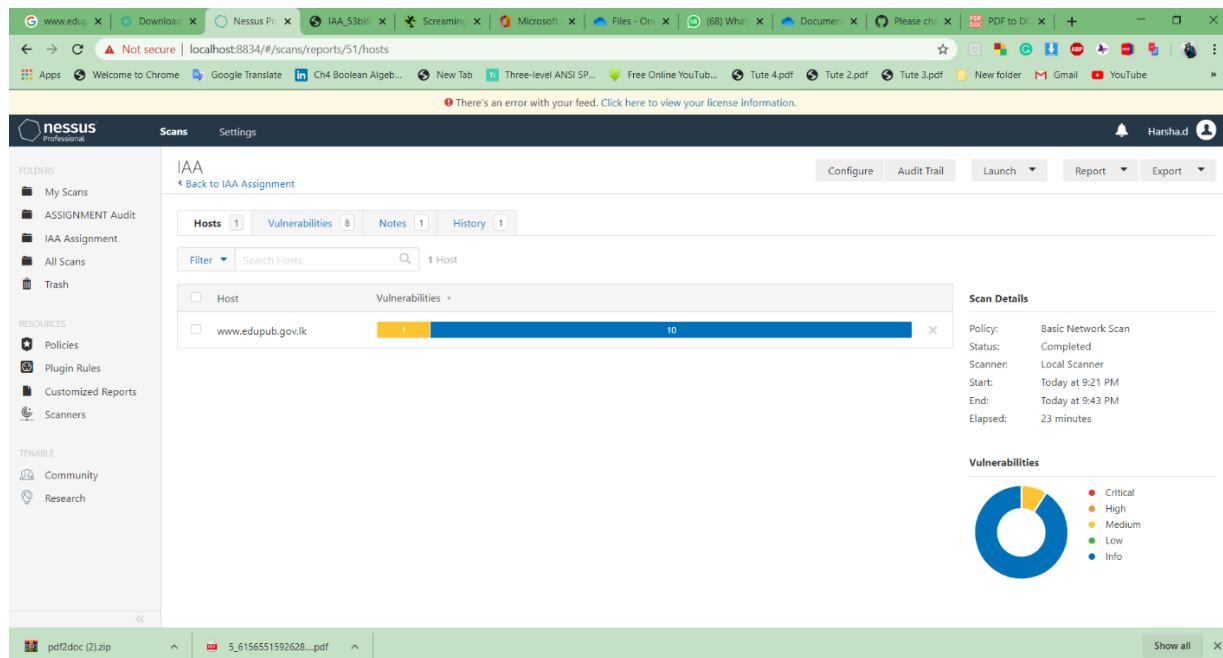 www.edup Download Nessus Pr IAA_53biE Screaming Microsoft Files - One (68) What Document Please che PDF to DC
Not secure | localhost:8834/#/scans/reports/51/hosts
Apps Welcome to Chrome Google Translate Ch4 Boolean Algeb... New Tab Three-level ANSI SP... Free Online YouTub... Tute 4.pdf Tute 2.pdf Tute 3.pdf New folder Gmail YouTube »
There's an error with your feed. Click here to view your license information.
nessus Professional Scans Settings Harsha.d
FOLDERS
My Scans
ASSIGNMENT Audit
IAA Assignment
All Scans
Trash
RESOURCES
Policies
Plugin Rules
Customized Reports
Scanners
TENABLE
Community
Research
IAA
Back to IAA Assignment
Configure Audit Trail Launch Report Export
Hosts 1 Vulnerabilities 8 Notes 1 History 1
Filter Search Hosts 1 Host
Host Vulnerabilities
www.edupub.gov.lk 1 10
Scan Details
Policy: Basic Network Scan
Status: Completed
Scanner: Local Scanner
Start: Today at 9:21 PM
End: Today at 9:43 PM
Elapsed: 23 minutes
Vulnerabilities
Critical
High
Medium
Low
Info
pdf2doc (2).zip 5_6156551592628....pdf Show all